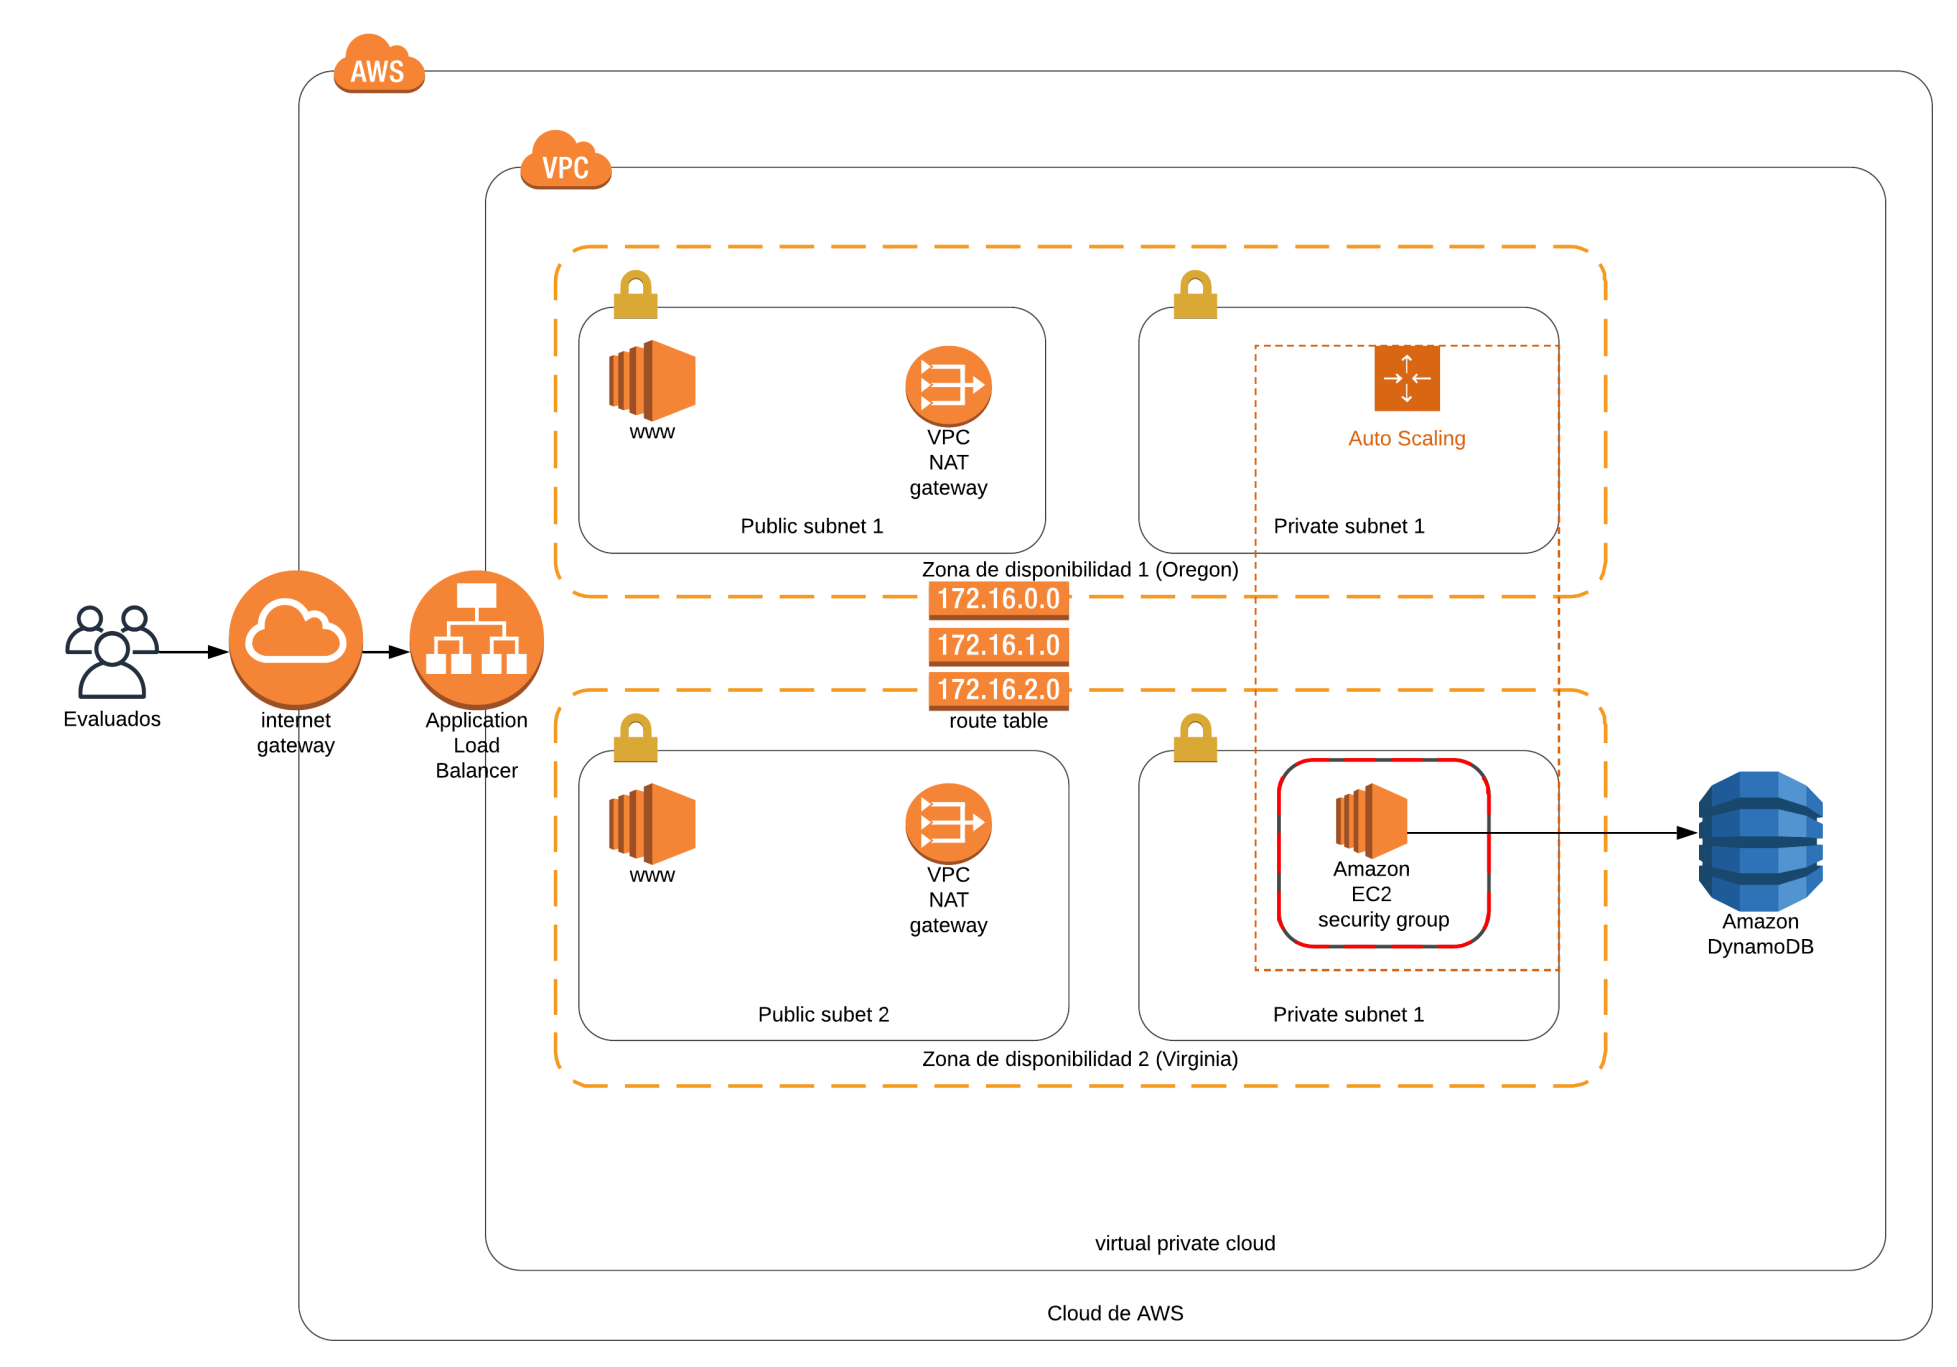 AWS
VPC
www
VPC
NAT
gateway
Public subnet 1
Auto Scaling
Private subnet 1
Zona de disponibilidad 1 (Oregon)
172.16.0.0
172.16.1.0
172.16.2.0
route table
Evaluados
internet
gateway
Application
Load
Balancer
www
VPC
NAT
gateway
Public subet 2
Amazon
EC2
security group
Private subnet 1
Zona de disponibilidad 2 (Virginia)
Amazon
DynamoDB
virtual private cloud
Cloud de AWS